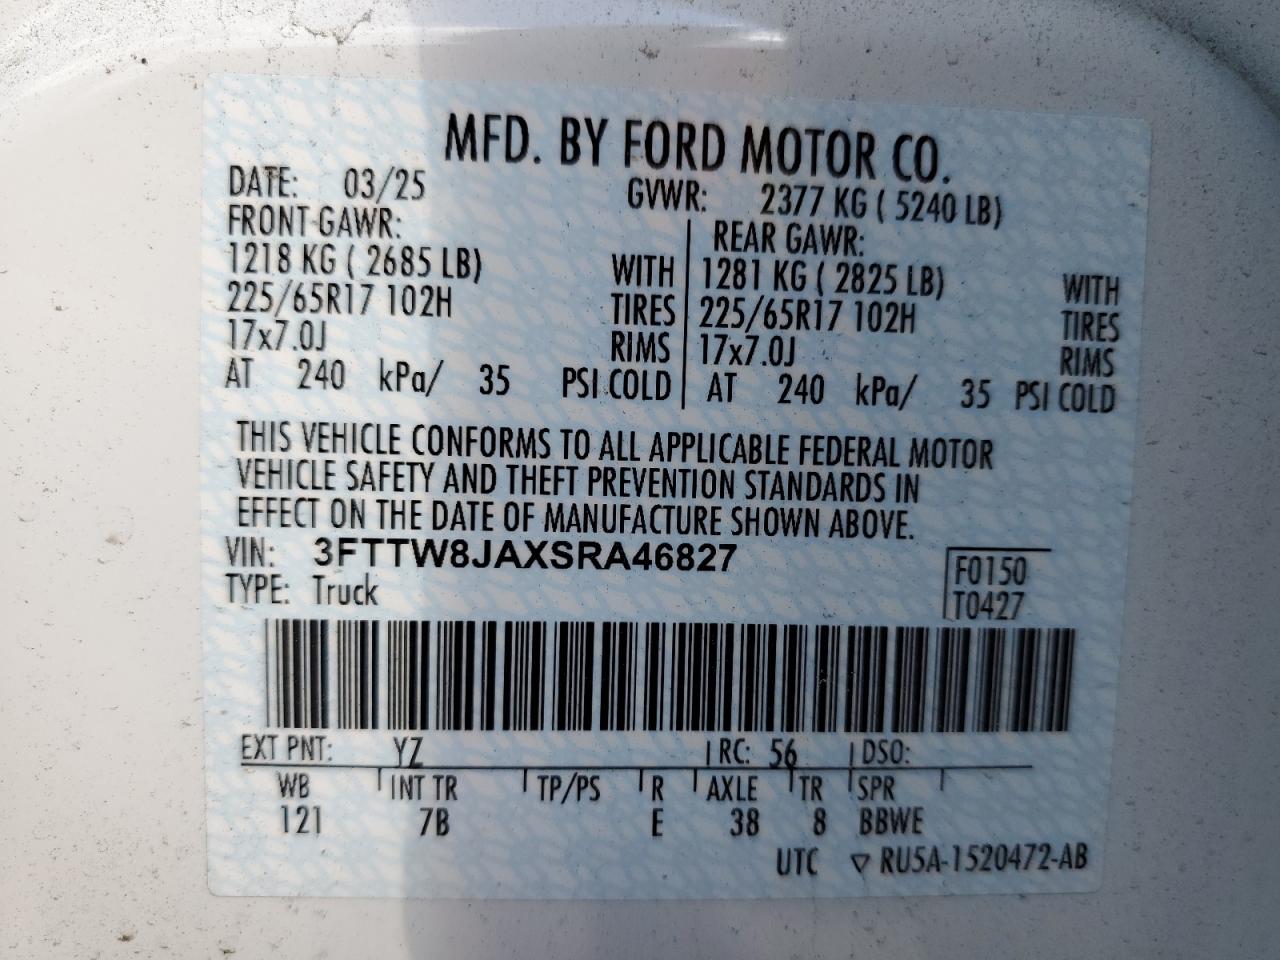 MFD. BY FORD MOTOR CO.
DATE: 03/25 GVWR: 2377 KG ( 5240 LB)
FRONT GAWR: REAR GAWR:
1218 KG ( 2685 LB) WITH 1281 KG ( 2825 LB) WITH
225/65R17 102H TIRES 225/65R17 102H TIRES
17x7.0J RIMS 17x7.0J RIMS
AT 240 kPa/ 35 PSI COLD AT 240 kPa/ 35 PSI COLD
THIS VEHICLE CONFORMS TO ALL APPLICABLE FEDERAL MOTOR
VEHICLE SAFETY AND THEFT PREVENTION STANDARDS IN
EFFECT ON THE DATE OF MANUFACTURE SHOWN ABOVE.
VIN: 3FTTW8JAXSRA46827 F0150
TYPE: Truck T0427
EXT PNT: YZ RC: 56 DSO:
WB INT TR TP/PS R AXLE TR SPR
121 7B E 38 8 BBWE
UTC ▽ RU5A-1520472-AB